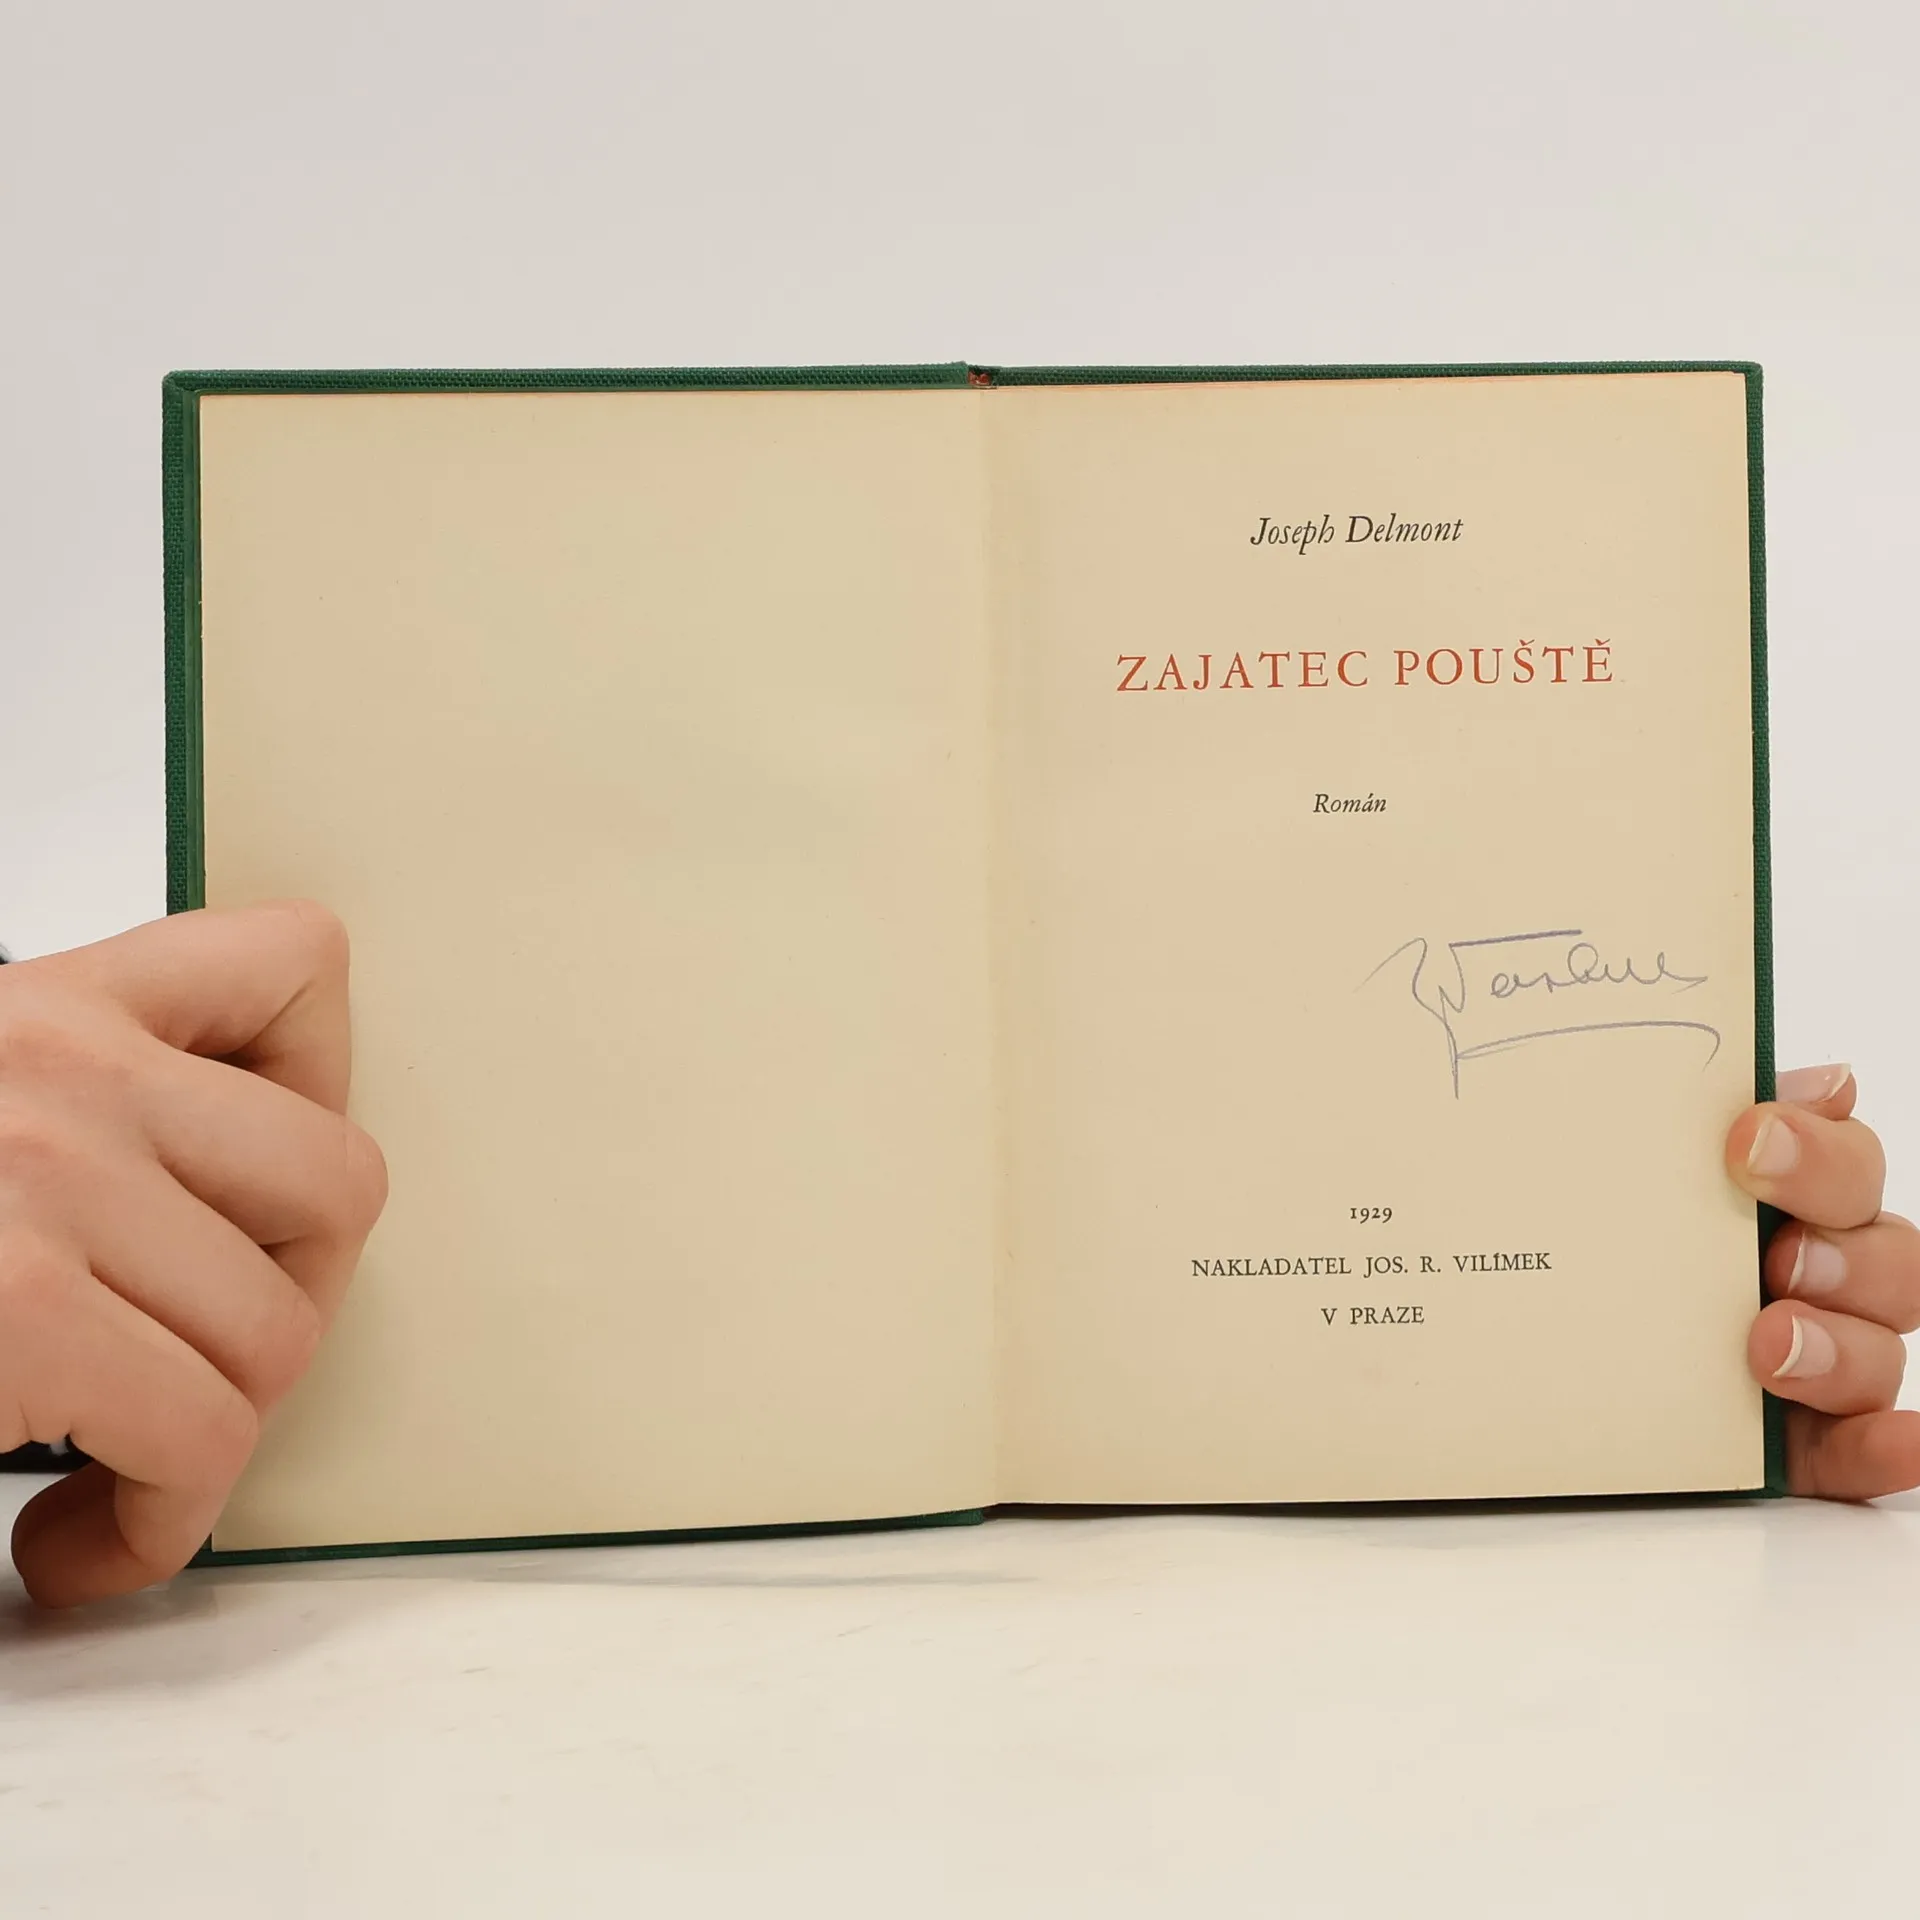 Joseph Delmont
ZAJATEC POUŠTĚ
Román
1929
NAKLADATEL JOS. R. VILÍMEK
V PRAZE